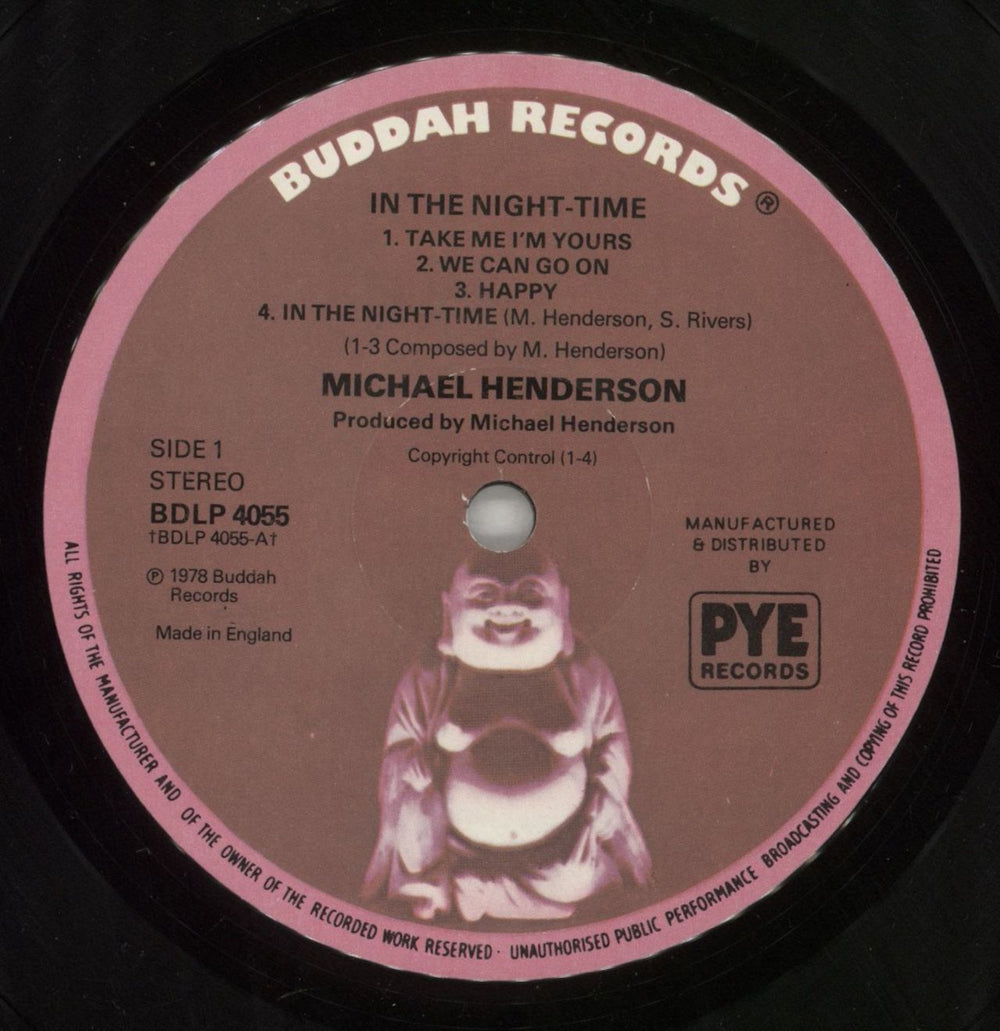 BUDDAH RECORDS ®
IN THE NIGHT-TIME
1. TAKE ME I'M YOURS
2. WE CAN GO ON
3. HAPPY
4. IN THE NIGHT-TIME (M. Henderson, S. Rivers)
(1-3 Composed by M. Henderson)
MICHAEL HENDERSON
Produced by Michael Henderson
Copyright Control (1-4)
SIDE 1
STEREO
BDLP 4055
†BDLP 4055-A†
℗ 1978 Buddah
Records
Made in England
MANUFACTURED
& DISTRIBUTED
BY
PYE
RECORDS
ALL RIGHTS OF THE MANUFACTURER AND OF THE OWNER OF THE RECORDED WORK RESERVED · UNAUTHORISED PUBLIC PERFORMANCE BROADCASTING AND COPYING OF THIS RECORD PROHIBITED